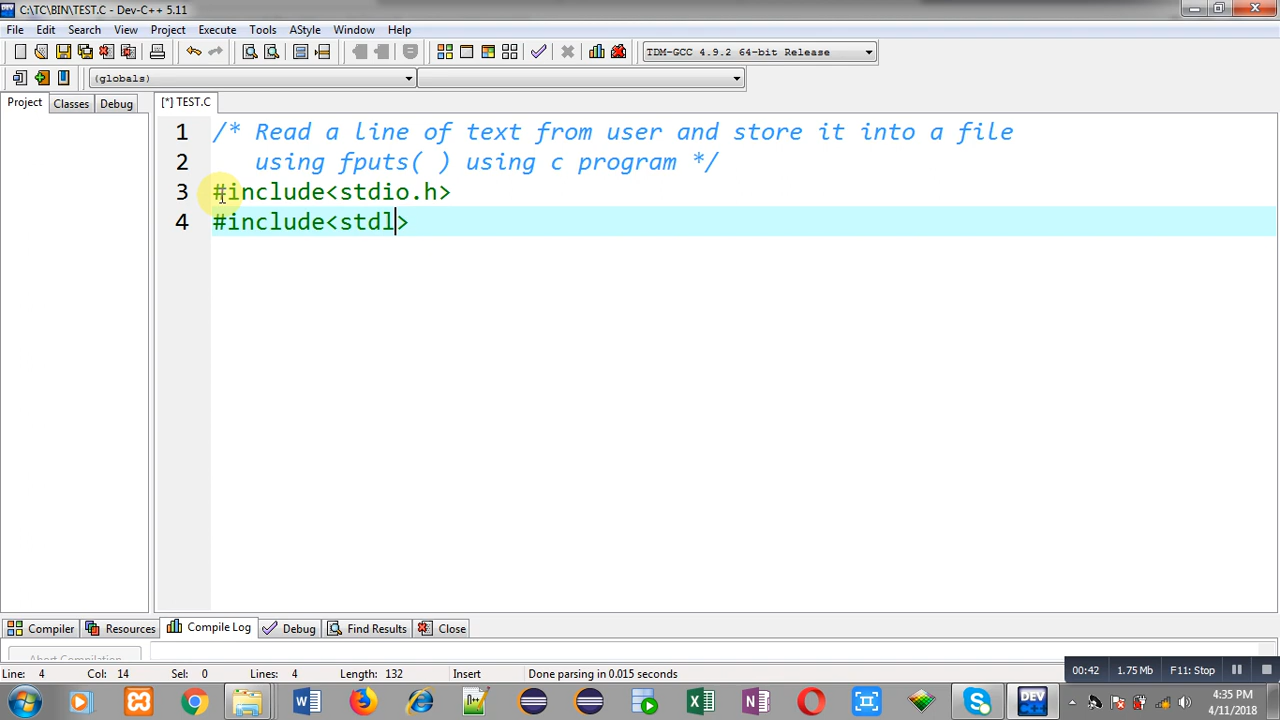 C:\TC\BIN\TEST.C - Dev-C++ 5.11
File Edit Search View Project Execute Tools AStyle Window Help
TDM-GCC 4.9.2 64-bit Release
(globals)
Project Classes Debug
[*] TEST.C
1 /* Read a line of text from user and store it into a file
2 using fputs( ) using c program */
3 #include<stdio.h>
4 #include<stdl>
Compiler Resources Compile Log Debug Find Results Close
Abort Compilation
Line: 4 Col: 14 Sel: 0 Lines: 4 Length: 132 Insert Done parsing in 0.015 seconds
00:42 1.75 Mb F11: Stop
DEV
4:35 PM
4/11/2018